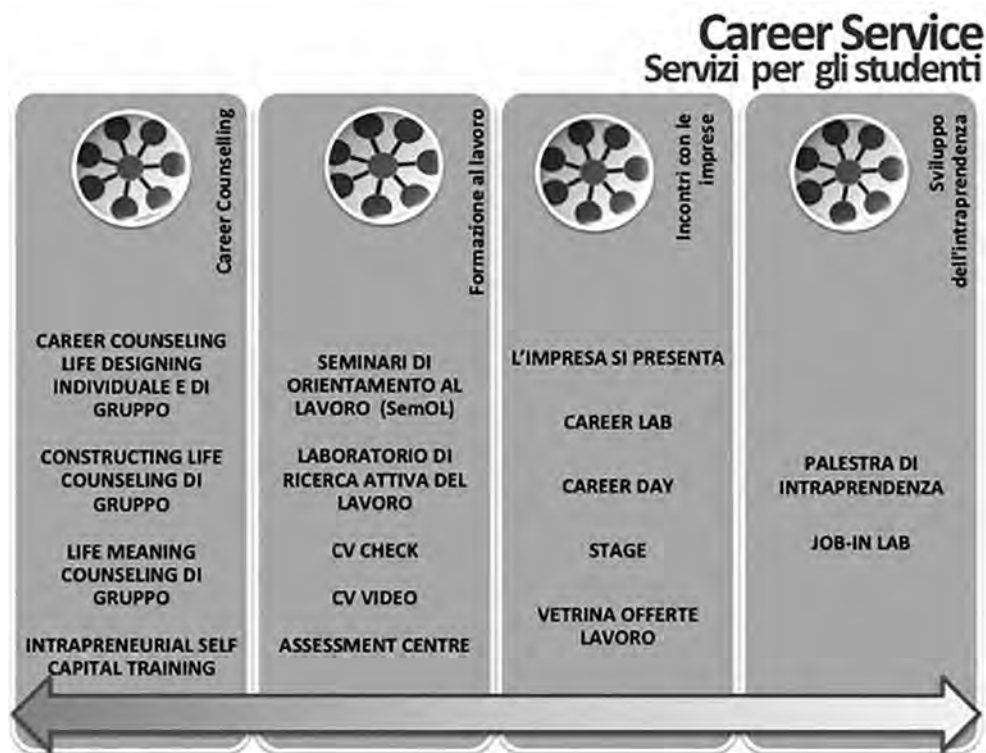 Career Service
Servizi per gli studenti
Career Counselling
CAREER COUNSELING
LIFE DESIGNING
INDIVIDUALE E DI
GRUPPO
CONSTRUCTING LIFE
COUNSELING DI
GRUPPO
LIFE MEANING
COUNSELING DI
GRUPPO
INTRAPRENEURIAL SELF
CAPITAL TRAINING
Formazione al lavoro
SEMINARI DI
ORIENTAMENTO AL
LAVORO (SemOL)
LABORATORIO DI
RICERCA ATTIVA DEL
LAVORO
CV CHECK
CV VIDEO
ASSESSMENT CENTRE
Incontri con le
imprese
L'IMPRESA SI PRESENTA
CAREER LAB
CAREER DAY
STAGE
VETRINA OFFERTE
LAVORO
Sviluppo
dell'intraprendenza
PALESTRA DI
INTRAPRENDENZA
JOB-IN LAB